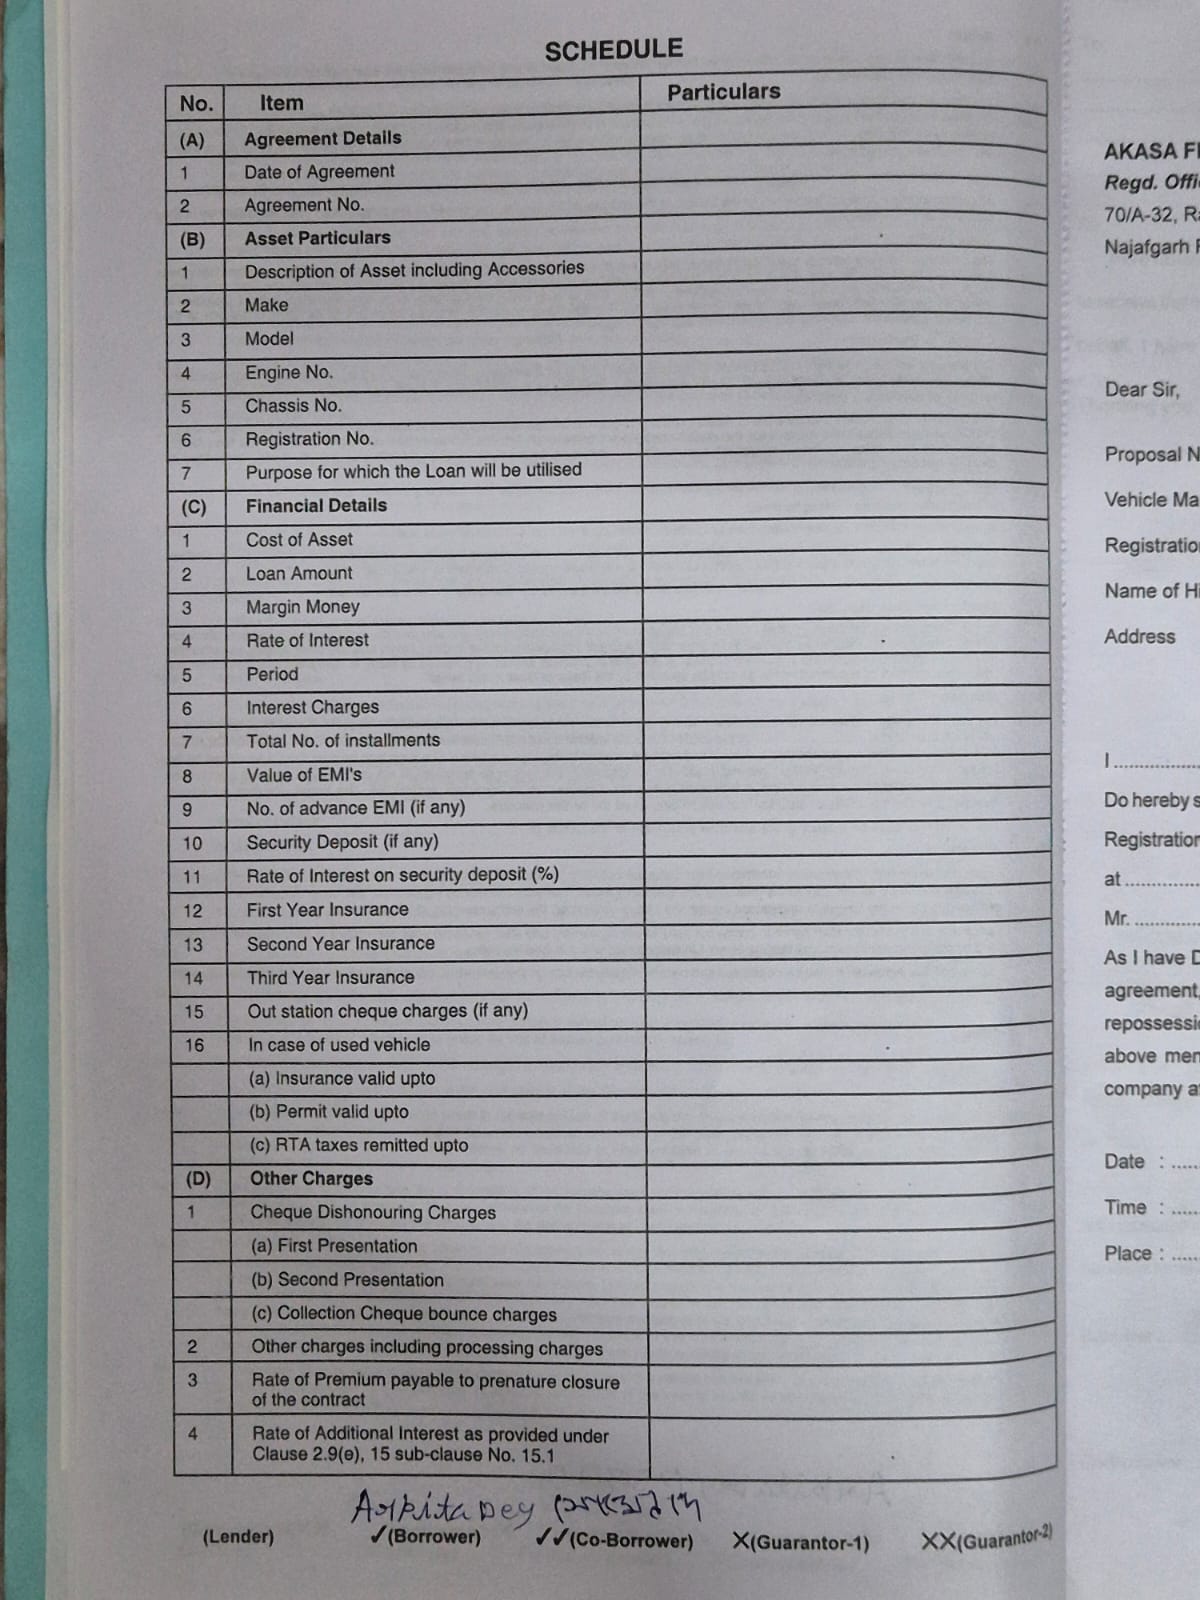 SCHEDULE
No. Item Particulars
(A) Agreement Details
1 Date of Agreement
2 Agreement No.
(B) Asset Particulars
1 Description of Asset including Accessories
2 Make
3 Model
4 Engine No.
5 Chassis No.
6 Registration No.
7 Purpose for which the Loan will be utilised
(C) Financial Details
1 Cost of Asset
2 Loan Amount
3 Margin Money
4 Rate of Interest
5 Period
6 Interest Charges
7 Total No. of installments
8 Value of EMI's
9 No. of advance EMI (if any)
10 Security Deposit (if any)
11 Rate of Interest on security deposit (%)
12 First Year Insurance
13 Second Year Insurance
14 Third Year Insurance
15 Out station cheque charges (if any)
16 In case of used vehicle
(a) Insurance valid upto
(b) Permit valid upto
(c) RTA taxes remitted upto
(D) Other Charges
1 Cheque Dishonouring Charges
(a) First Presentation
(b) Second Presentation
(c) Collection Cheque bounce charges
2 Other charges including processing charges
3 Rate of Premium payable to prenature closure
of the contract
4 Rate of Additional Interest as provided under
Clause 2.9(e), 15 sub-clause No. 15.1
Arkita Dey
(Lender) ✓(Borrower) ✓✓(Co-Borrower) X(Guarantor-1) XX(Guarantor-2)
AKASA
Regd.
70/A-32,
Najafgarh
Dear Sir,
Proposal
Vehicle
Name of
Address
I ..............
Do hereby
at ..............
Mr. ............
As I have
agreement,
above
company
Date : .....
Time : .....
Place : .....